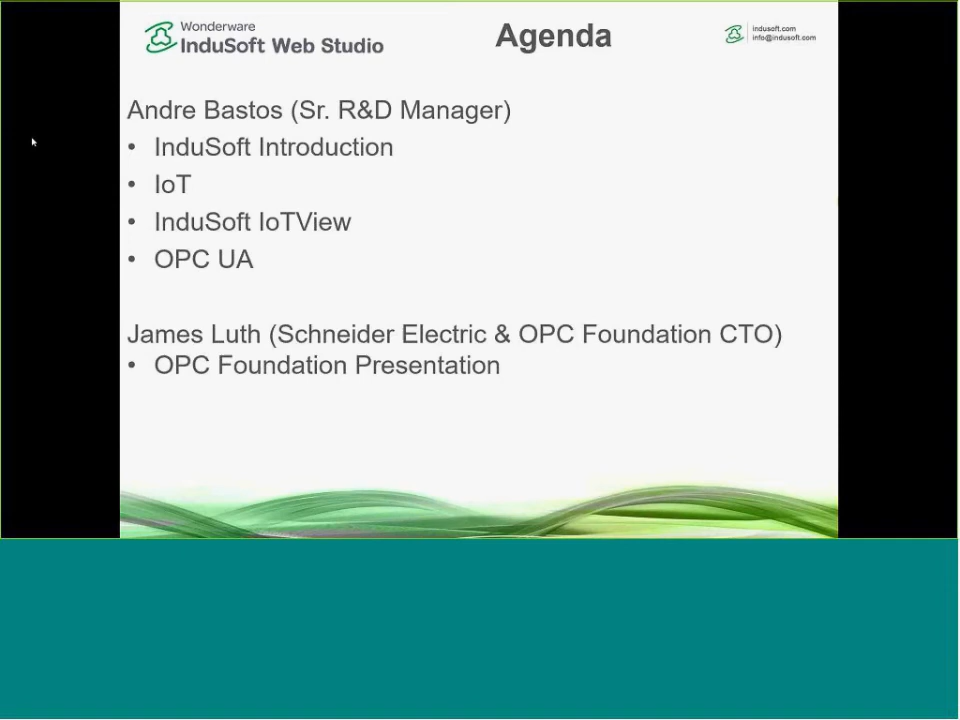 Wonderware
InduSoft Web Studio
Agenda
indusoft.com
info@indusoft.com
Andre Bastos (Sr. R&D Manager)
• InduSoft Introduction
• IoT
• InduSoft IoTView
• OPC UA
James Luth (Schneider Electric & OPC Foundation CTO)
• OPC Foundation Presentation